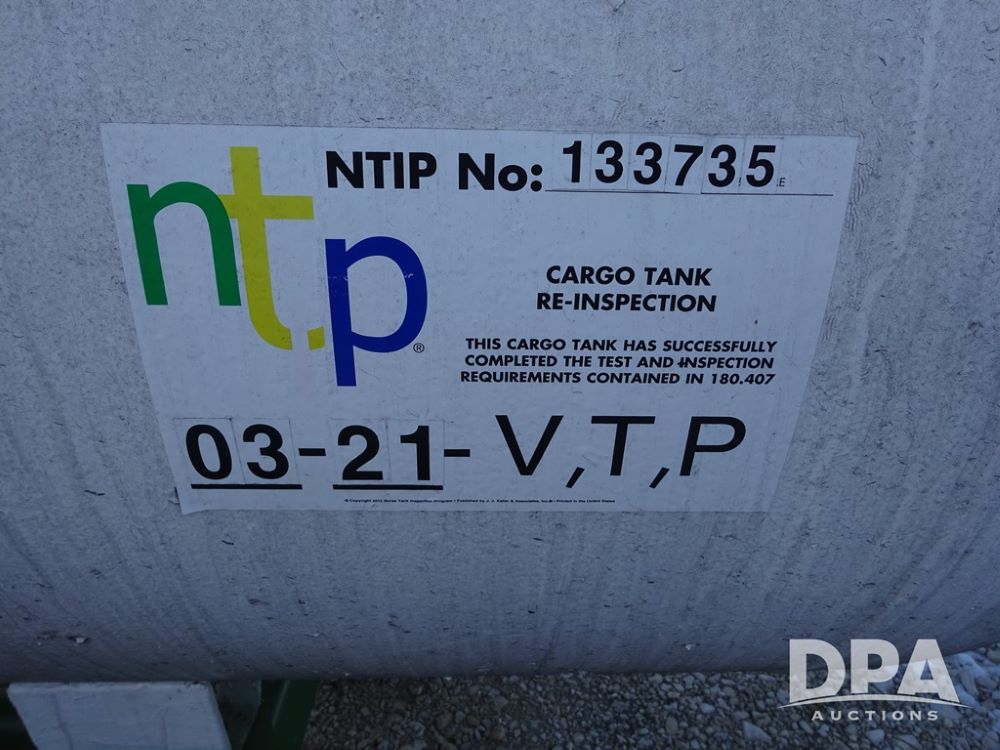 NTIP No: 133735
n.t.p®
CARGO TANK
RE-INSPECTION
THIS CARGO TANK HAS SUCCESSFULLY
COMPLETED THE TEST AND INSPECTION
REQUIREMENTS CONTAINED IN 180.407
03-21- V,T,P
DPA
AUCTIONS